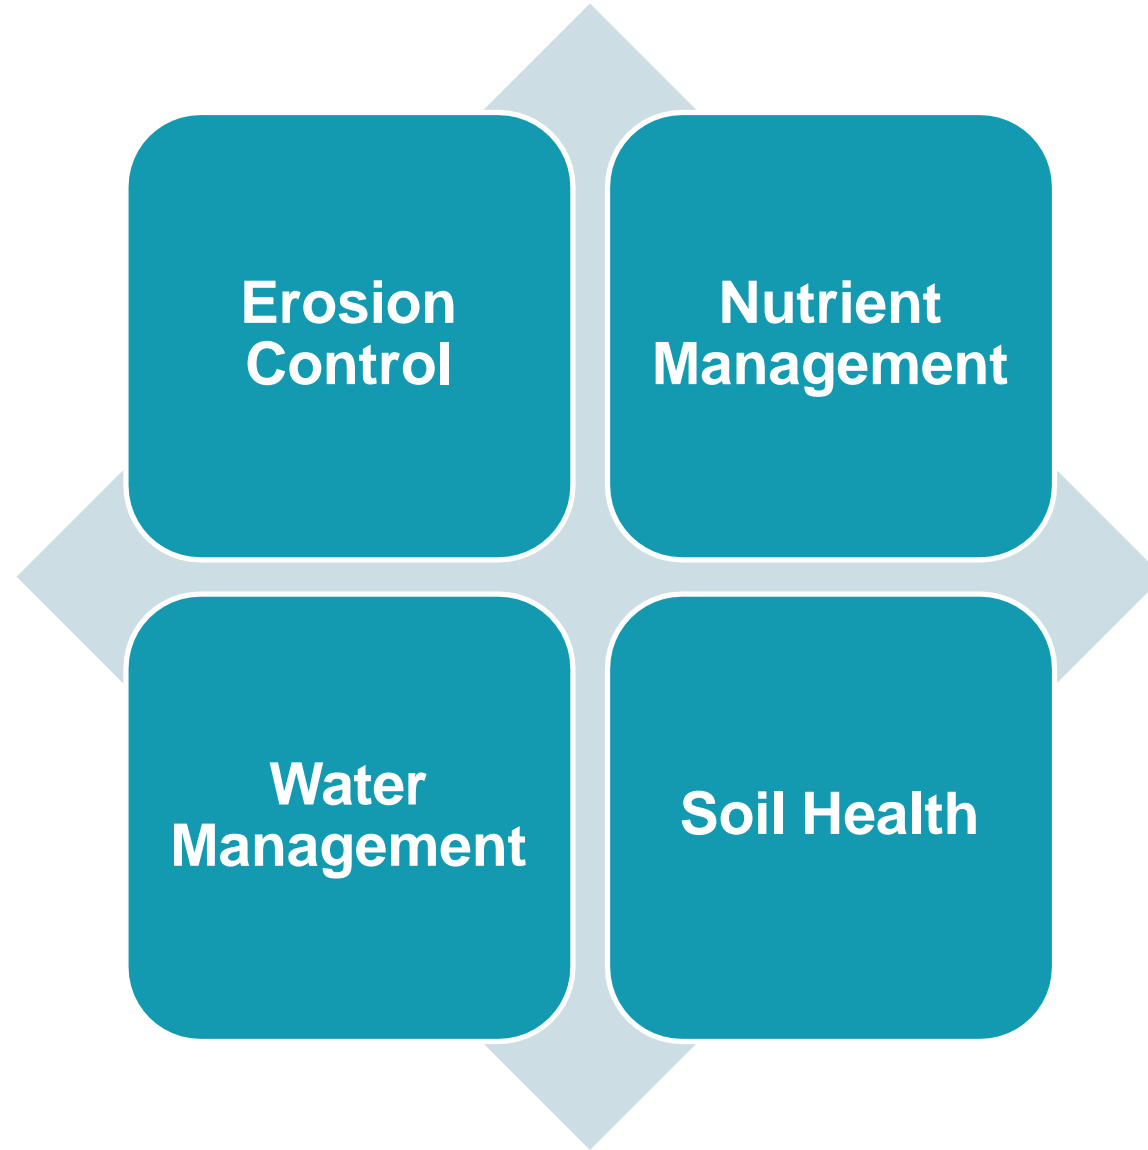 Erosion
Control
Nutrient
Management
Water
Management
Soil Health